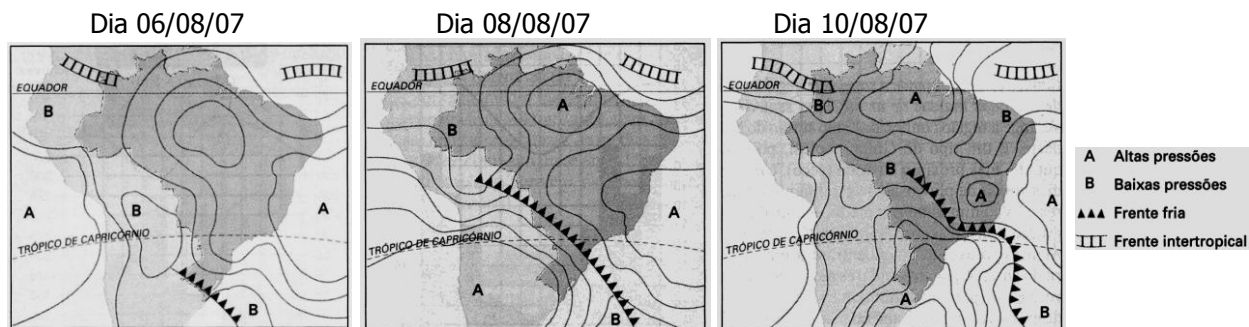 Dia 06/08/07
Dia 08/08/07
Dia 10/08/07
EQUADOR
B
A
B
A
TRÓPICO DE CAPRICÓRNIO
B
EQUADOR
A
B
A
TRÓPICO DE CAPRICÓRNIO
A
B
EQUADOR
B
A
B
B
A
A
TRÓPICO DE CAPRICÓRNIO
A
B
A Altas pressões
B Baixas pressões
Frente fria
Frente intertropical